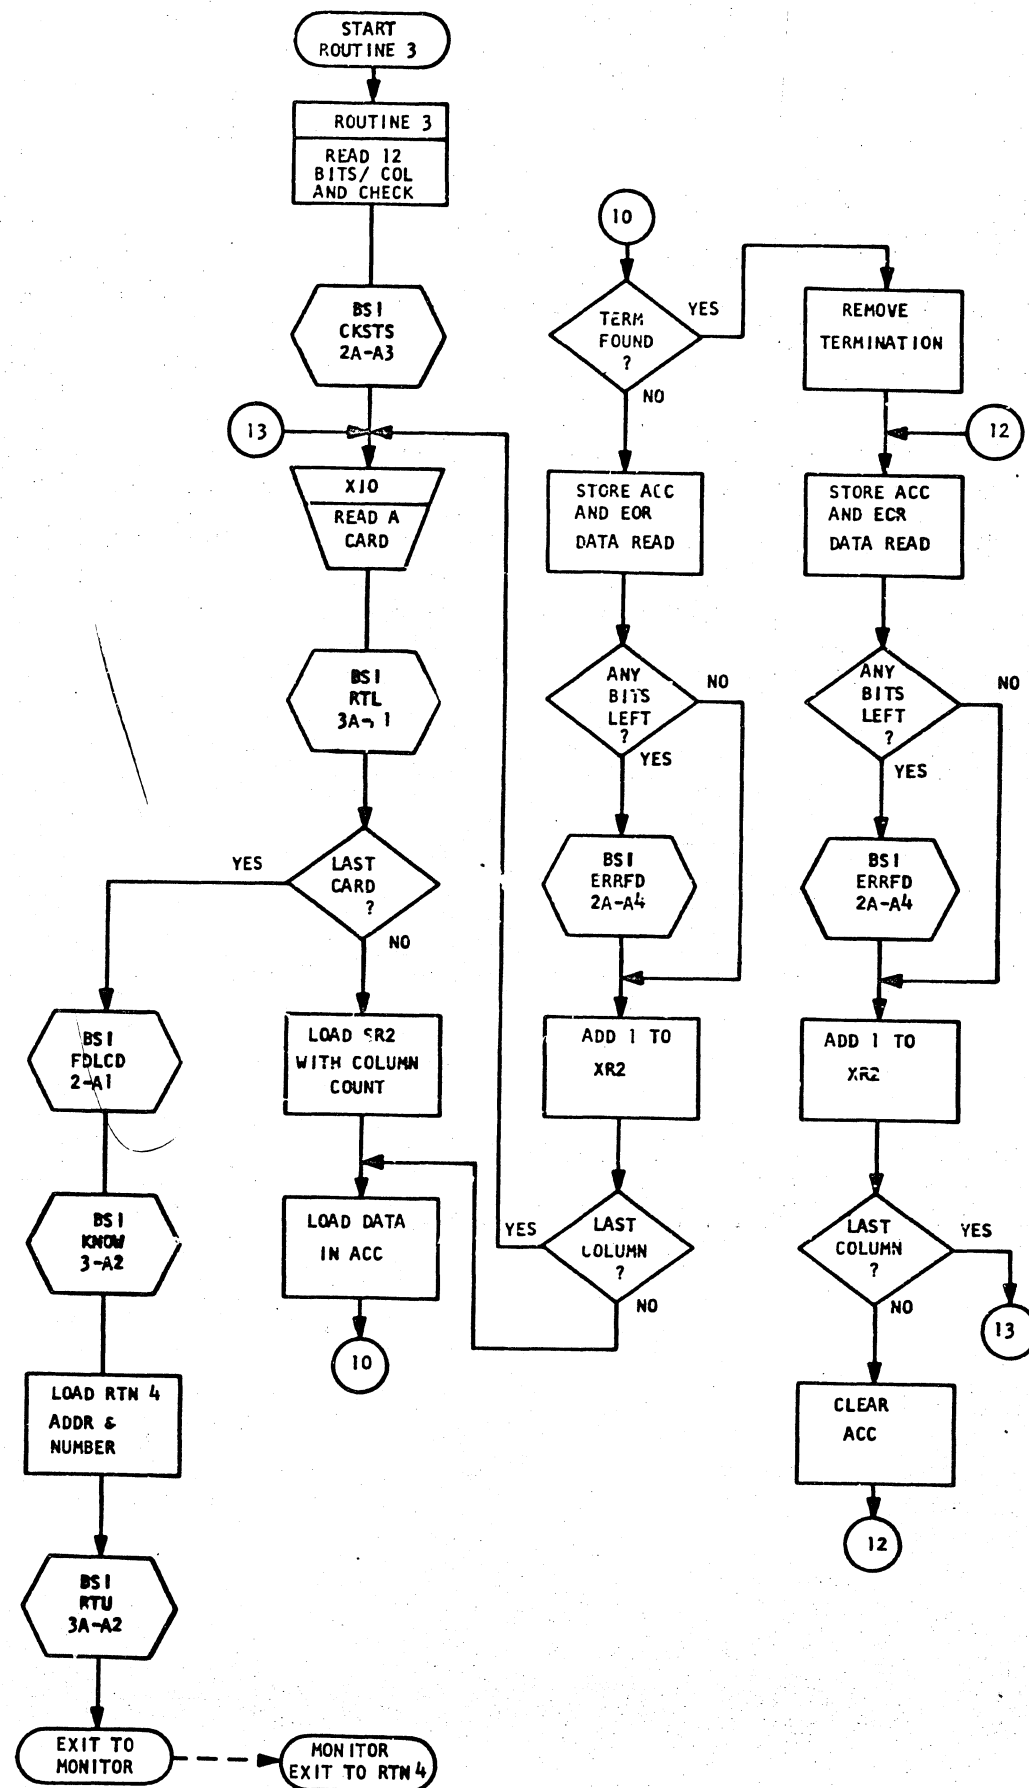 START
ROUTINE 3
ROUTINE 3
READ 12
BITS/ COL
AND CHECK
BSI
CKSTS
2A-A3
13
XIO
READ A
CARD
BSI
RTL
LAST
CARD
?
YES
NO
BSI
FDLCD
2-A1
BSI
KNOW
3-A2
LOAD RTN 4
ADDR &
NUMBER
BSI
RTU
3A-A2
EXIT TO
MONITOR
MONITOR
EXIT TO RTN 4
LOAD SR2
WITH COLUMN
COUNT
LOAD DATA
IN ACC
10
10
TERM
FOUND
?
YES
NO
STORE ACC
AND EOR
DATA READ
ANY
BITS
LEFT
?
NO
YES
BSI
ERRFD
2A-A4
ADD 1 TO
XR2
LAST
COLUMN
?
YES
NO
REMOVE
TERMINATION
12
STORE ACC
AND ECR
DATA READ
ANY
BITS
LEFT
?
NO
YES
BSI
ERRFD
2A-A4
ADD 1 TO
XR2
LAST
COLUMN
?
YES
NO
13
CLEAR
ACC
12